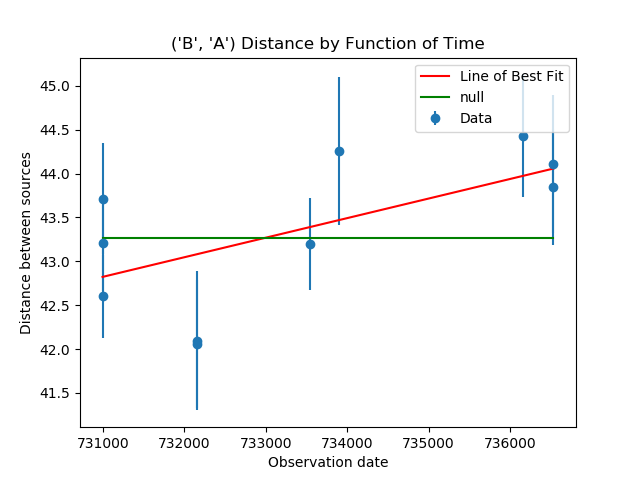 ('B', 'A') Distance by Function of Time
Distance between sources
45.0
44.5
44.0
43.5
43.0
42.5
42.0
41.5
Line of Best Fit
null
Data
731000 732000 733000 734000 735000 736000
Observation date